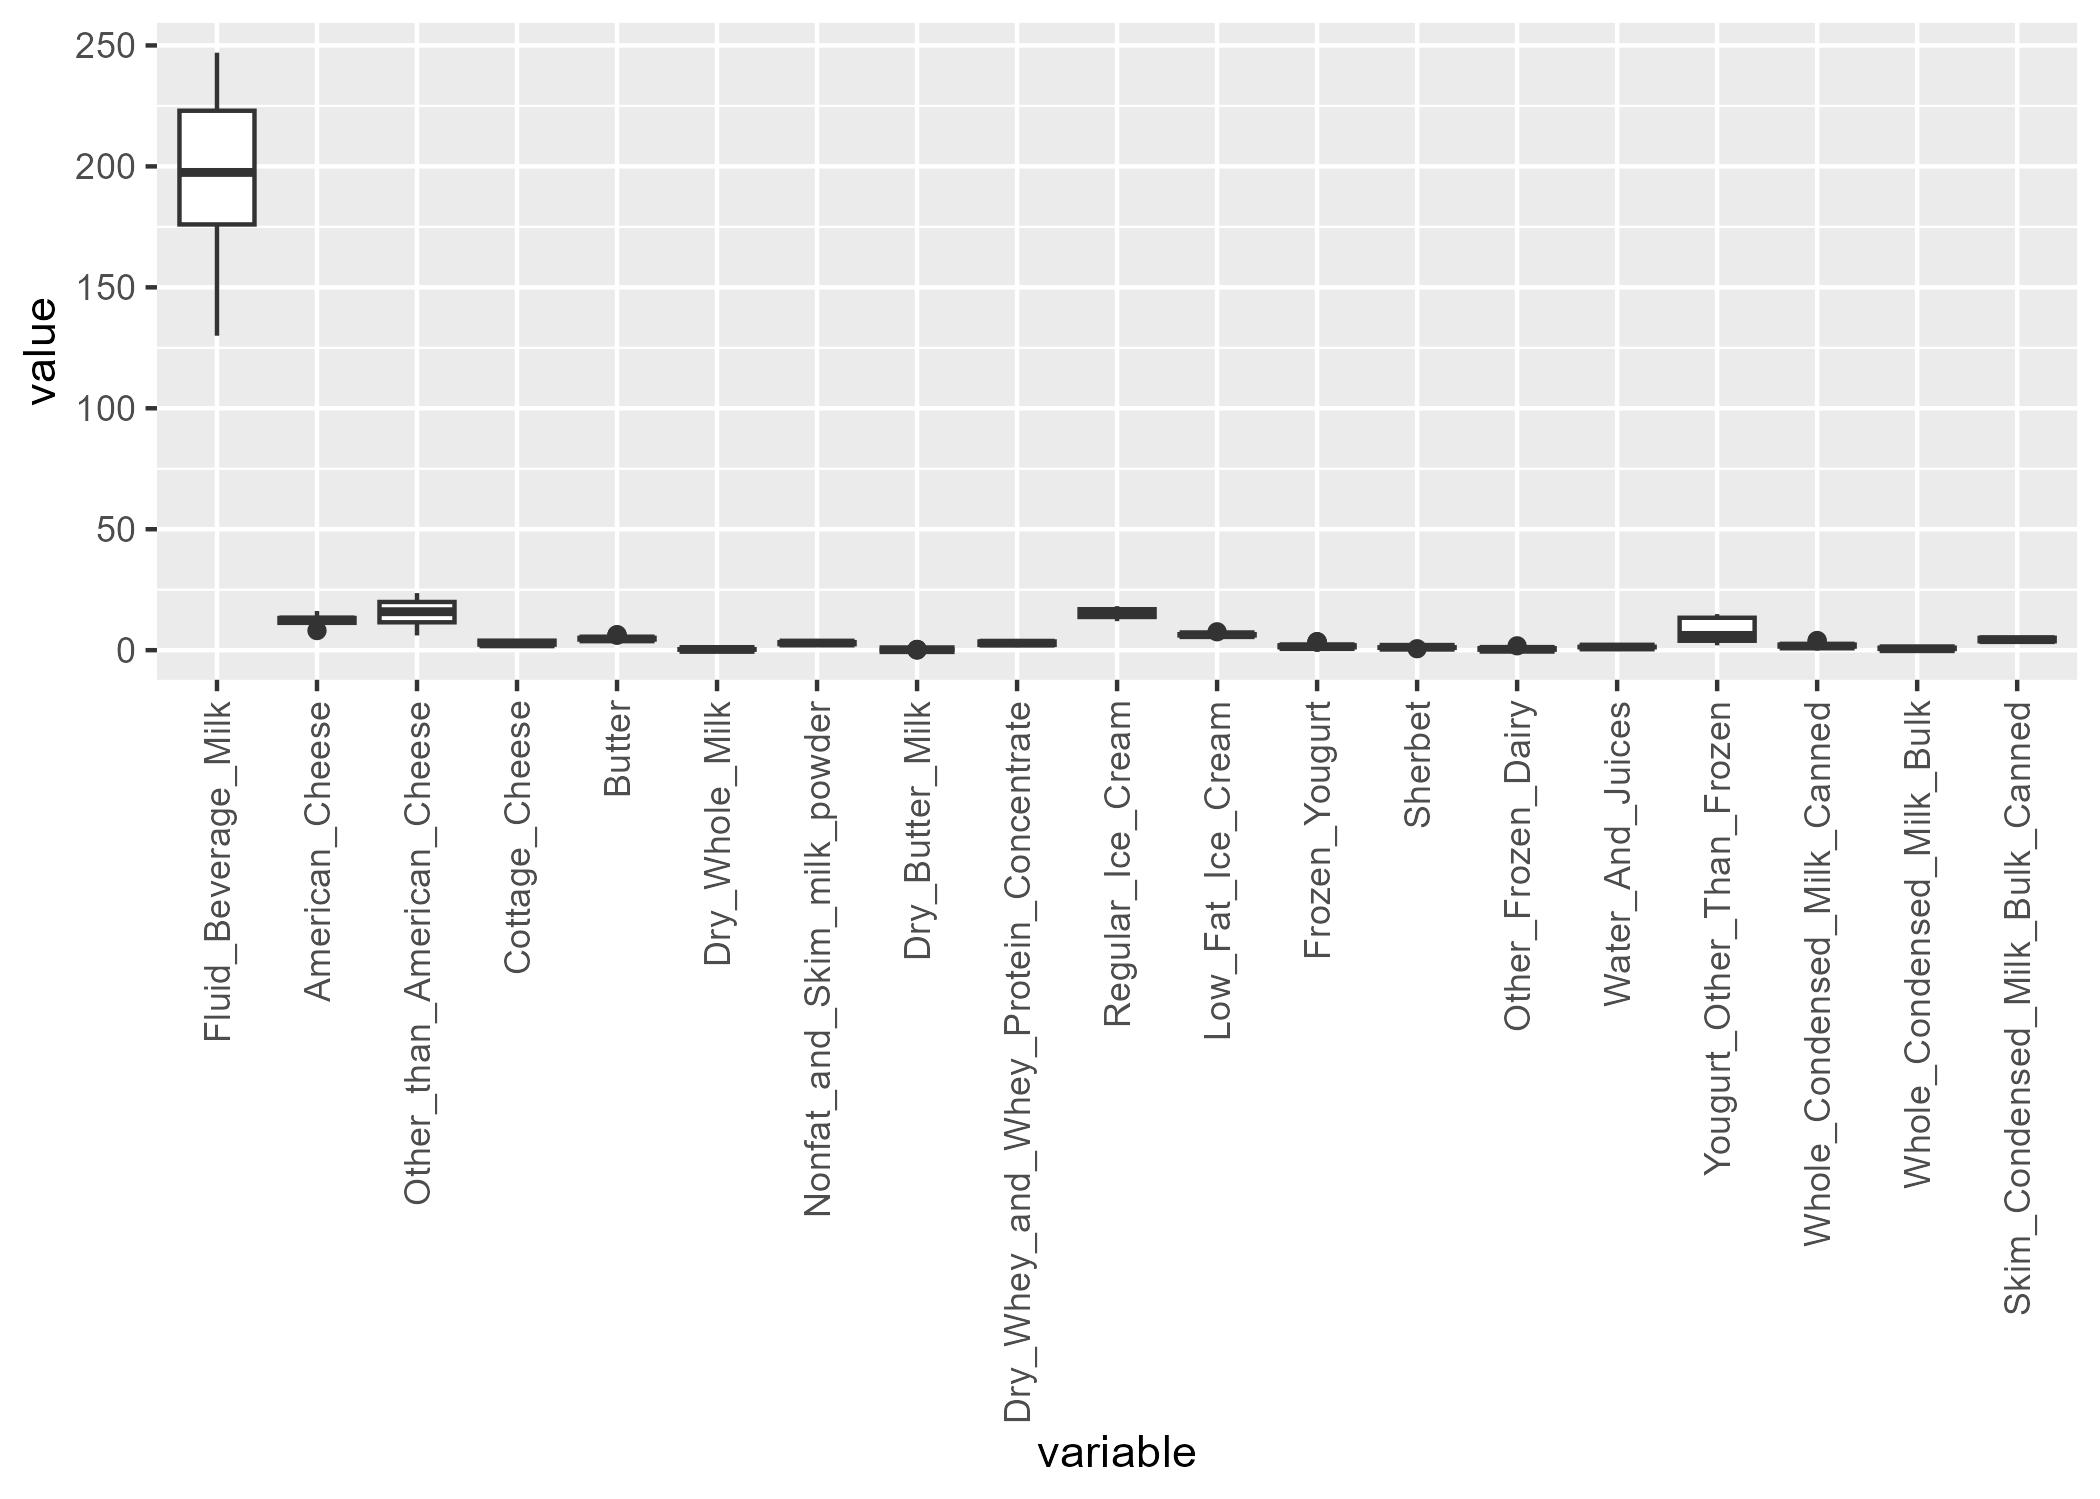 250
200
150
100
50
0
value
Fluid_Beverage_Milk
American_Cheese
Other_than_American_Cheese
Cottage_Cheese
Butter
Dry_Whole_Milk
Nonfat_and_Skim_milk_powder
Dry_Butter_Milk
Dry_Whey_and_Whey_Protein_Concentrate
Regular_Ice_Cream
Low_Fat_Ice_Cream
Frozen_Yougurt
Sherbet
Other_Frozen_Dairy
Water_And_Juices
Yougurt_Other_Than_Frozen
Whole_Condensed_Milk_Canned
Whole_Condensed_Milk_Bulk
Skim_Condensed_Milk_Bulk_Canned
variable